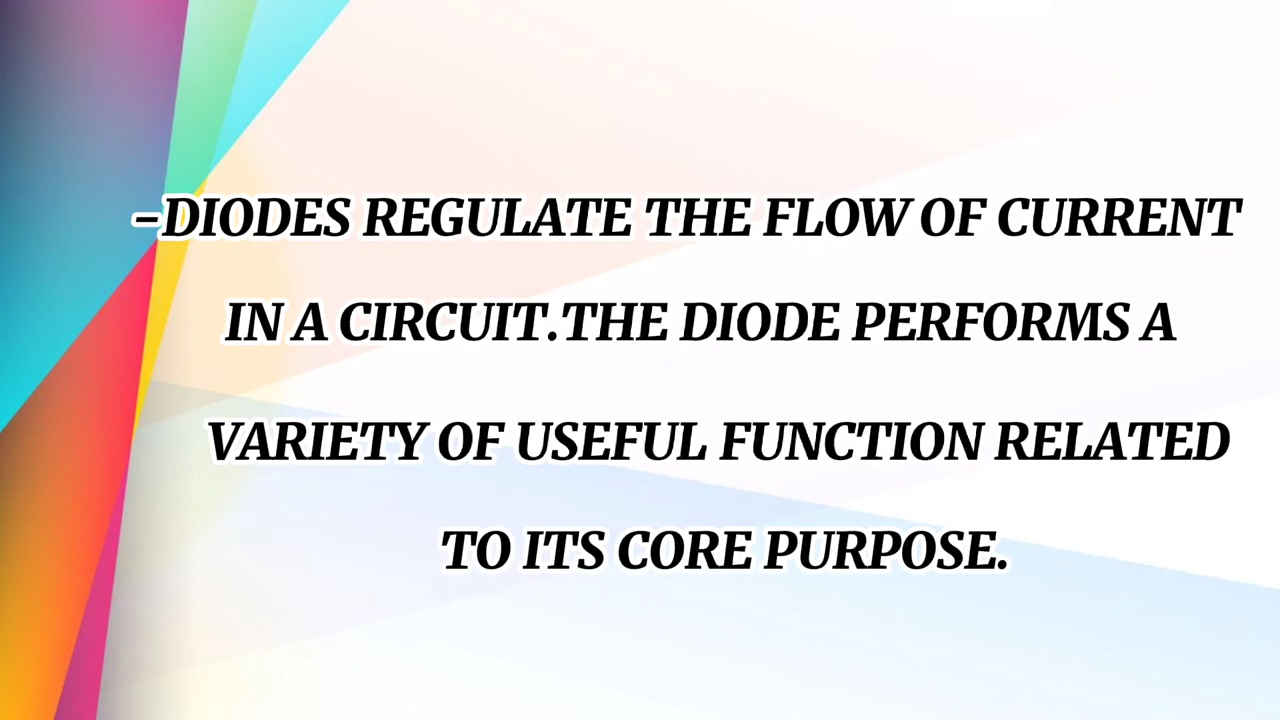 -DIODES REGULATE THE FLOW OF CURRENT
IN A CIRCUIT.THE DIODE PERFORMS A
VARIETY OF USEFUL FUNCTION RELATED
TO ITS CORE PURPOSE.